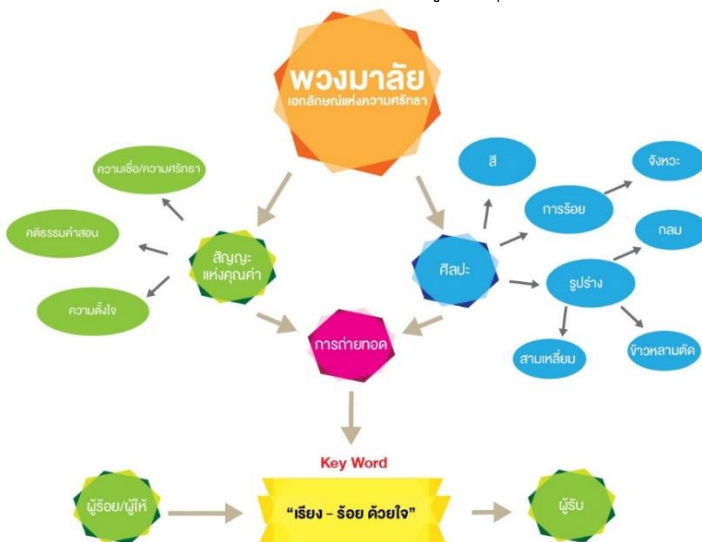 พวงมาลัย
เอกลักษณ์แห่งความศรัทธา
ความเชื่อ/ความศรัทธา
คติธรรมคำสอน
ความตั้งใจ
สัญญะ
แห่งคุณค่า
ศิลปะ
สี
การร้อย
จังหวะ
รูปร่าง
กลม
สามเหลี่ยม
ข้าวหลามตัด
การถ่ายทอด
Key Word
ผู้ร้อย/ผู้ให้
“เรียง - ร้อย ด้วยใจ”
ผู้รับ